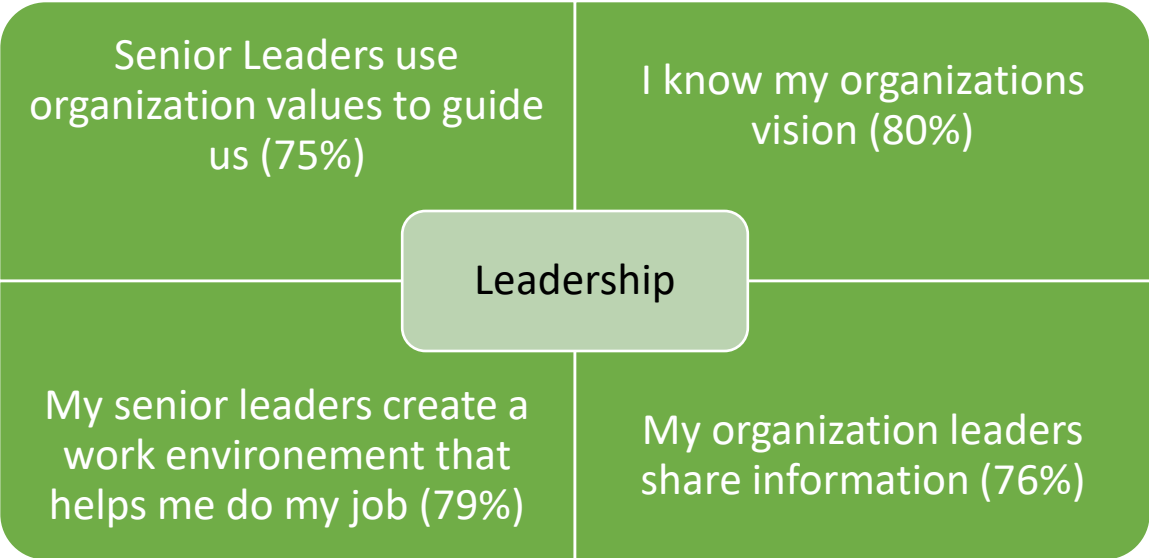 Senior Leaders use
organization values to guide
us (75%)
I know my organizations
vision (80%)
Leadership
My senior leaders create a
work environement that
helps me do my job (79%)
My organization leaders
share information (76%)